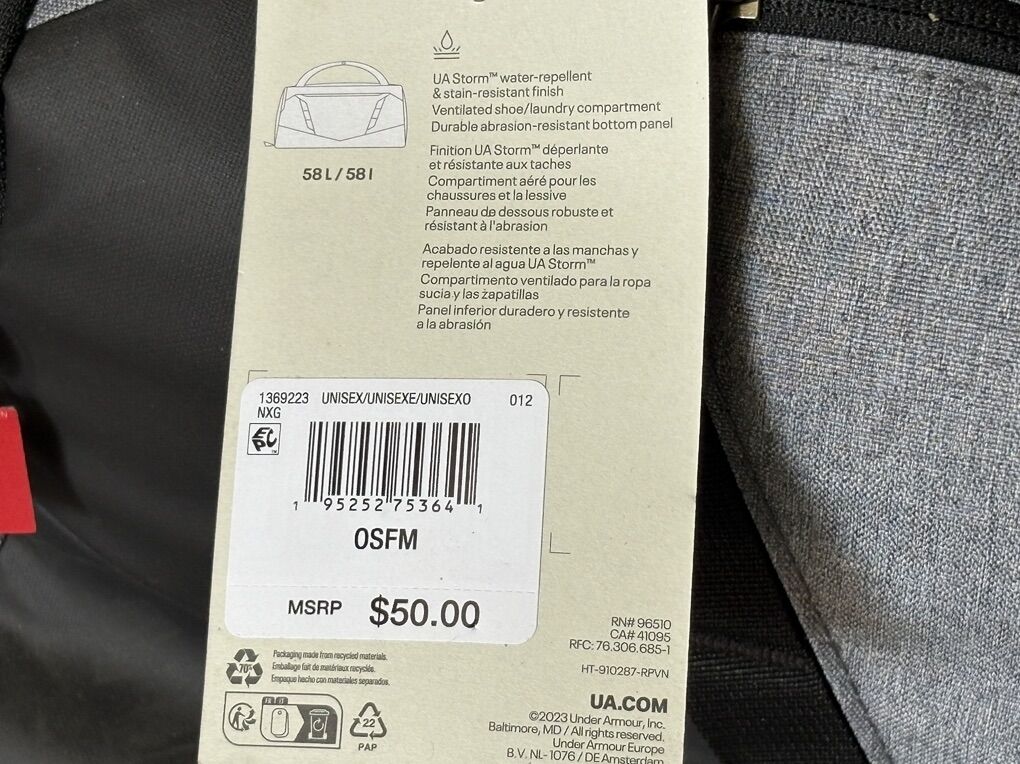 UA Storm™ water-repellent
& stain-resistant finish
Ventilated shoe/laundry compartment
Durable abrasion-resistant bottom panel
58 L / 58 l
Finition UA Storm™ déperlante
et résistante aux taches
Compartiment aéré pour les
chaussures et la lessive
Panneau de dessous robuste et
résistant à l'abrasion
Acabado resistente a las manchas y
repelente al agua UA Storm™
Compartimento ventilado para la ropa
sucia y las zapatillas
Panel inferior duradero y resistente
a la abrasión
1369223 UNISEX/UNISEXE/UNISEXO 012
NXG
1 95252 75364 1
OSFM
MSRP $50.00
RN# 96510
CA# 41095
RFC: 76.306.685-1
HT-910287-RPVN
70%
Packaging made from recycled materials.
Emballage fait de matériaux recyclés.
Empaque hecho con materiales separados.
22
PAP
UA.COM
©2023 Under Armour, Inc.
Baltimore, MD / All rights reserved.
Under Armour Europe
B.V. NL- 1076 / DE Amsterdam